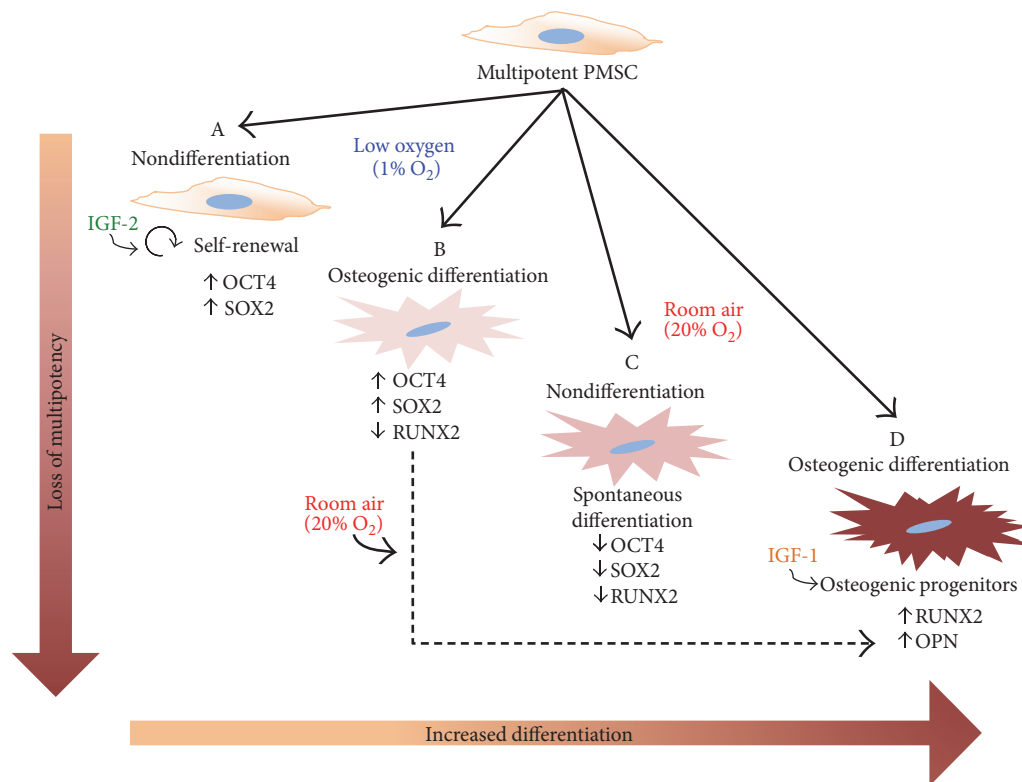 Multipotent PMSC
A
Nondifferentiation
Low oxygen
(1% O₂)
IGF-2
Self-renewal
↑ OCT4
↑ SOX2
B
Osteogenic differentiation
↑ OCT4
↑ SOX2
↓ RUNX2
Room air
(20% O₂)
C
Nondifferentiation
Spontaneous
differentiation
↓ OCT4
↓ SOX2
↓ RUNX2
D
Osteogenic differentiation
IGF-1
Osteogenic progenitors
↑ RUNX2
↑ OPN
Room air
(20% O₂)
Loss of multipotency
Increased differentiation